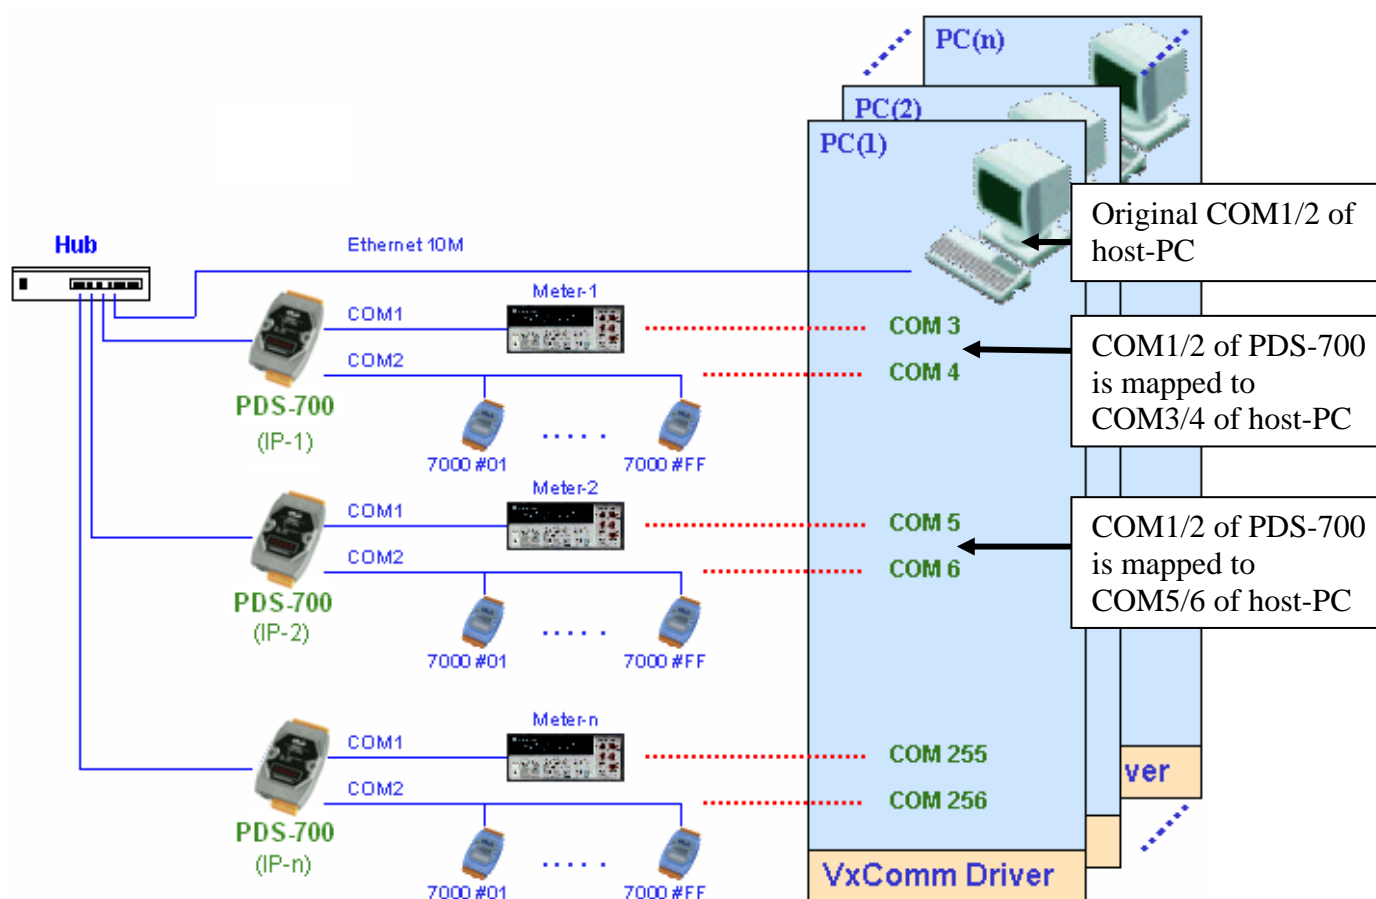 PC(n)
PC(2)
PC(1)
Original COM1/2 of
host-PC
Hub
Ethernet 10M
Meter-1
COM1
COM 3
COM1/2 of PDS-700
is mapped to
COM3/4 of host-PC
COM2
COM 4
PDS-700
(IP-1)
7000 #01
7000 #FF
Meter-2
COM1
COM 5
COM1/2 of PDS-700
is mapped to
COM5/6 of host-PC
COM2
COM 6
PDS-700
(IP-2)
7000 #01
7000 #FF
Meter-n
COM1
COM 255
COM2
COM 256
PDS-700
(IP-n)
7000 #01
7000 #FF
ver
VxComm Driver